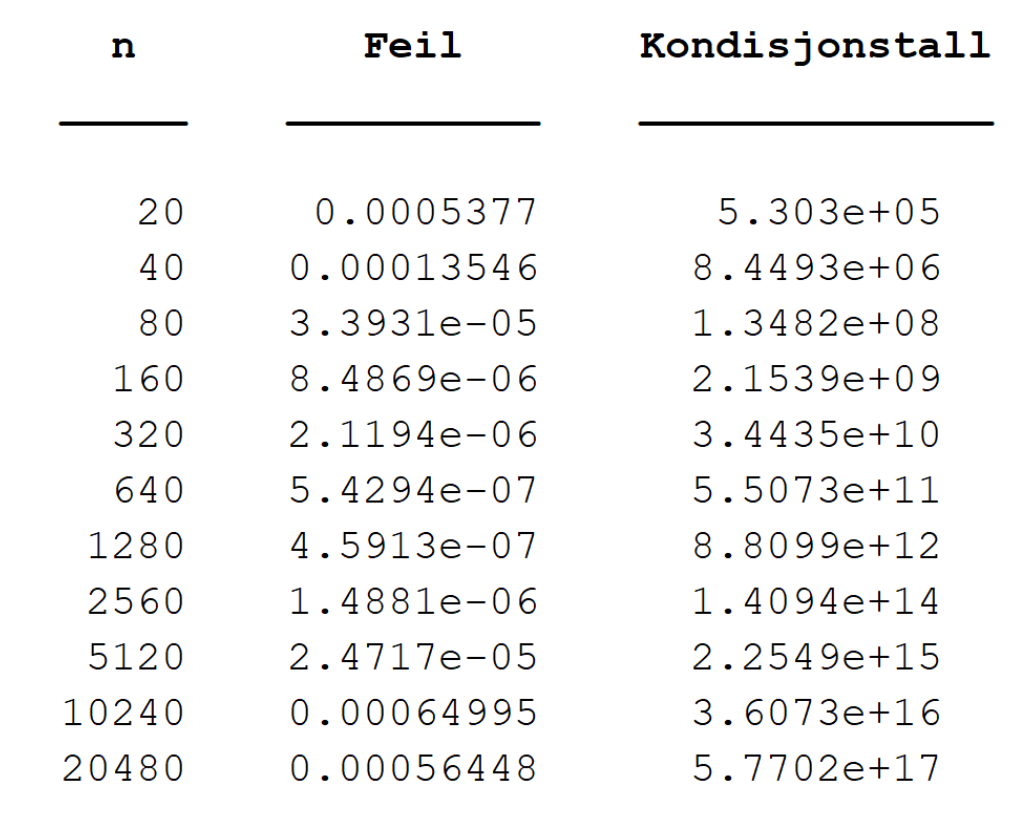 n Feil Kondisjonstall
20 0.0005377 5.303e+05
40 0.00013546 8.4493e+06
80 3.3931e-05 1.3482e+08
160 8.4869e-06 2.1539e+09
320 2.1194e-06 3.4435e+10
640 5.4294e-07 5.5073e+11
1280 4.5913e-07 8.8099e+12
2560 1.4881e-06 1.4094e+14
5120 2.4717e-05 2.2549e+15
10240 0.00064995 3.6073e+16
20480 0.00056448 5.7702e+17